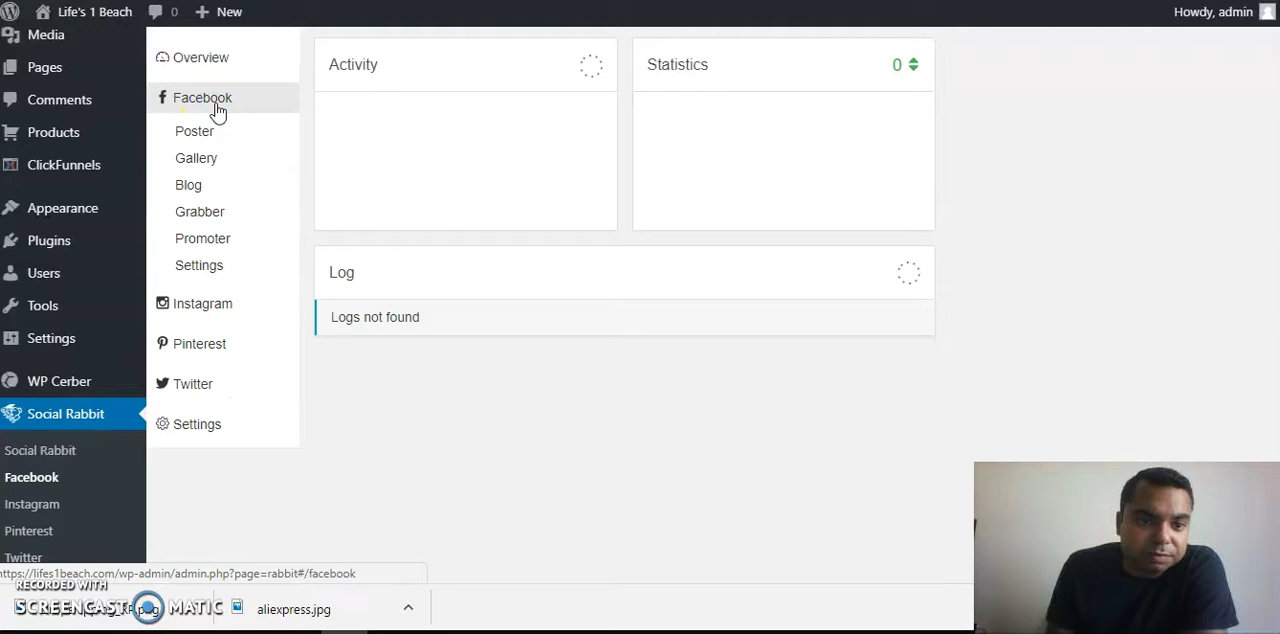 Life's 1 Beach 0 New Howdy, admin
Media
Pages
Comments
Products
ClickFunnels
Appearance
Plugins
Users
Tools
Settings
WP Cerber
Social Rabbit
Social Rabbit
Facebook
Instagram
Pinterest
Twitter
Overview
Facebook
Poster
Gallery
Blog
Grabber
Promoter
Settings
Instagram
Pinterest
Twitter
Settings
Activity
Statistics 0
Log
Logs not found
https://lifes1beach.com/wp-admin/admin.php?page=rabbit#/facebook
RECORDED WITH
SCREENCAST MATIC
aliexpress.jpg